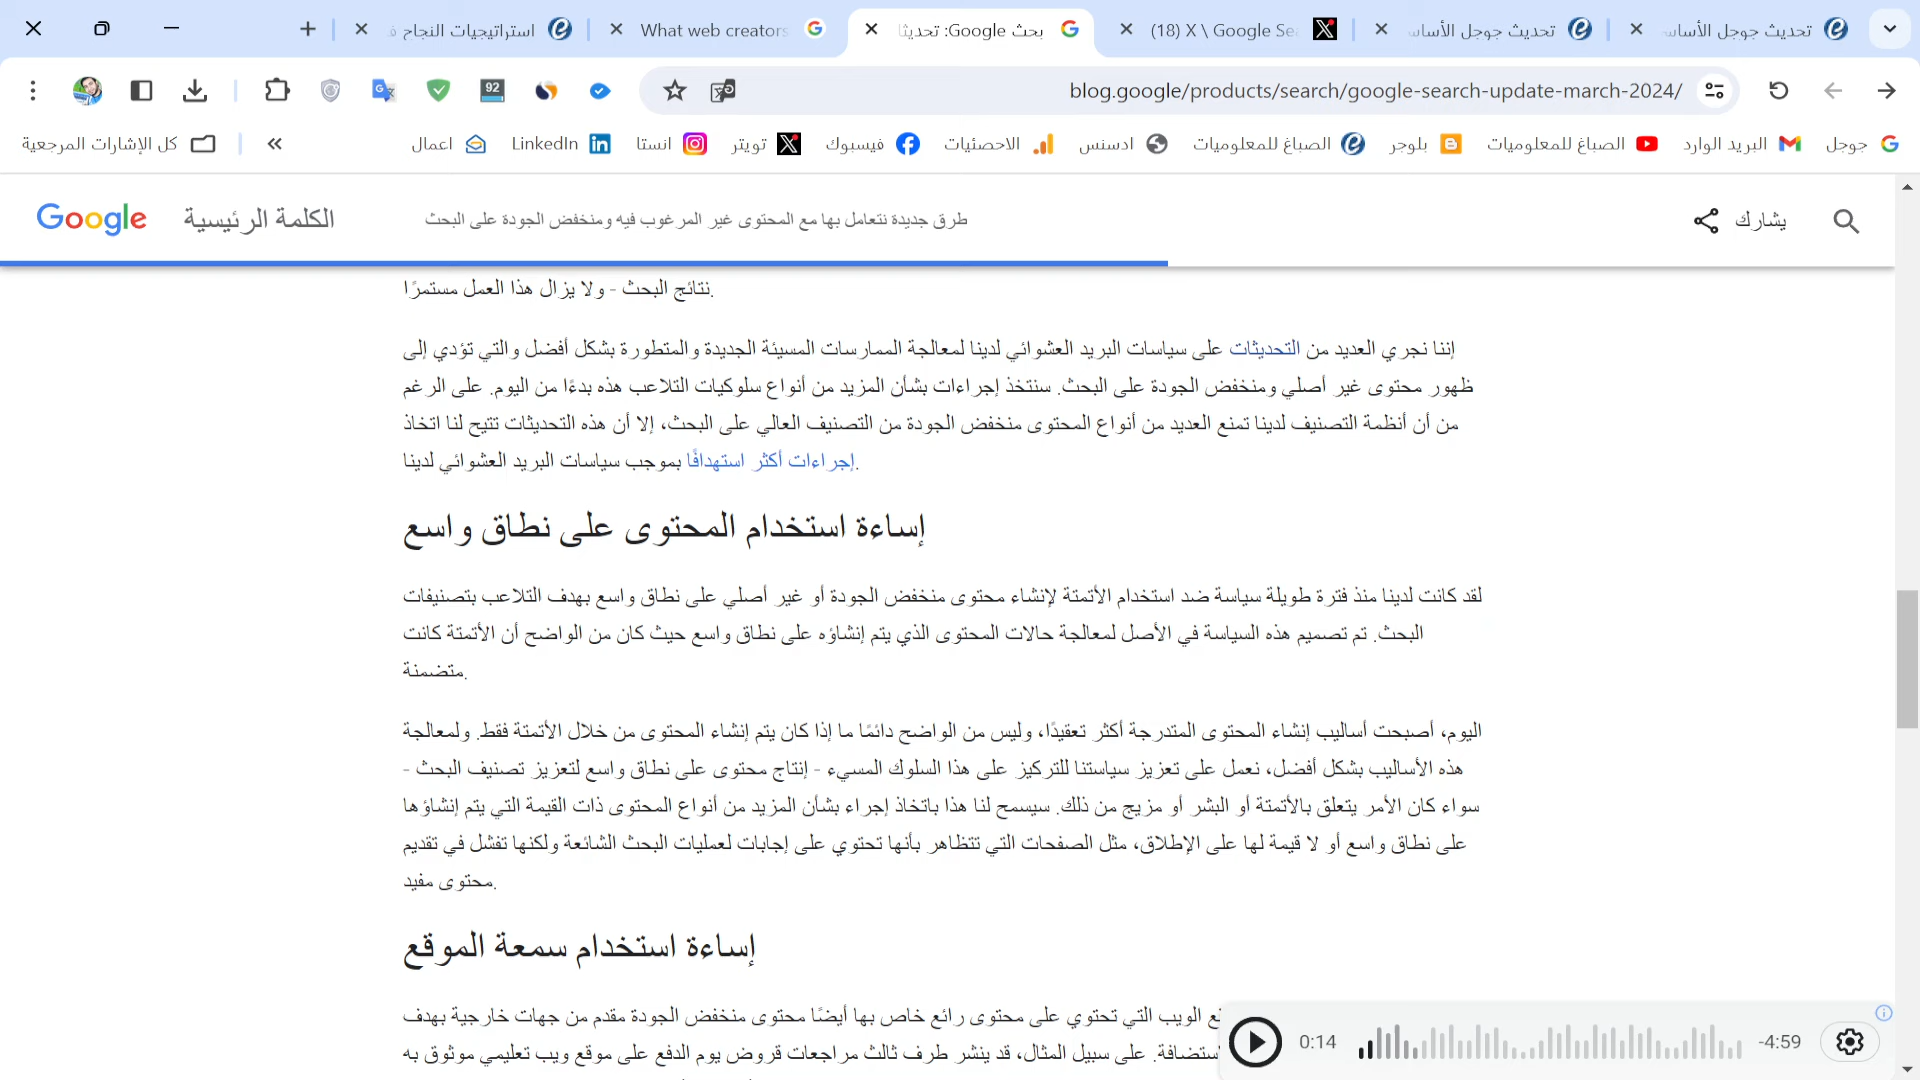 تحديث جوجل الأساس
تحديث جوجل الأساس
(18) X \ Google Se
بحث Google: تحديثا
What web creators
استراتيجيات النجاح ف
blog.google/products/search/google-search-update-march-2024/
92
جوجل
البريد الوارد
الصباغ للمعلوميات
بلوجر
الصباغ للمعلوميات
ادسنس
الاحصئيات
فيسبوك
تويتر
انستا
LinkedIn
اعمال
«
كل الإشارات المرجعية
Google الكلمة الرئيسية
طرق جديدة نتعامل بها مع المحتوى غير المرغوب فيه ومنخفض الجودة على البحث
يشارك
نتائج البحث - ولا يزال هذا العمل مستمرًا.
إننا نجري العديد من التحديثات على سياسات البريد العشوائي لدينا لمعالجة الممارسات المسيئة الجديدة والمتطورة بشكل أفضل والتي تؤدي إلى
ظهور محتوى غير أصلي ومنخفض الجودة على البحث. سنتخذ إجراءات بشأن المزيد من أنواع سلوكيات التلاعب هذه بدءًا من اليوم. على الرغم
من أن أنظمة التصنيف لدينا تمنع العديد من أنواع المحتوى منخفض الجودة من التصنيف العالي على البحث، إلا أن هذه التحديثات تتيح لنا اتخاذ
إجراءات أكثر استهدافًا بموجب سياسات البريد العشوائي لدينا.
إساءة استخدام المحتوى على نطاق واسع
لقد كانت لدينا منذ فترة طويلة سياسة ضد استخدام الأتمتة لإنشاء محتوى منخفض الجودة أو غير أصلي على نطاق واسع بهدف التلاعب بتصنيفات
البحث. تم تصميم هذه السياسة في الأصل لمعالجة حالات المحتوى الذي يتم إنشاؤه على نطاق واسع حيث كان من الواضح أن الأتمتة كانت
متضمنة.
اليوم، أصبحت أساليب إنشاء المحتوى المتدرجة أكثر تعقيدًا، وليس من الواضح دائمًا ما إذا كان يتم إنشاء المحتوى من خلال الأتمتة فقط. ولمعالجة
هذه الأساليب بشكل أفضل، نعمل على تعزيز سياستنا للتركيز على هذا السلوك المسيء - إنتاج محتوى على نطاق واسع لتعزيز تصنيف البحث -
سواء كان الأمر يتعلق بالأتمتة أو البشر أو مزيج من ذلك. سيسمح لنا هذا باتخاذ إجراء بشأن المزيد من أنواع المحتوى ذات القيمة التي يتم إنشاؤها
على نطاق واسع أو لا قيمة لها على الإطلاق، مثل الصفحات التي تتظاهر بأنها تحتوي على إجابات لعمليات البحث الشائعة ولكنها تفشل في تقديم
محتوى مفيد.
إساءة استخدام سمعة الموقع
ع الويب التي تحتوي على محتوى رائع خاص بها أيضًا محتوى منخفض الجودة مقدم من جهات خارجية بهدف
ستضافة. على سبيل المثال، قد ينشر طرف ثالث مراجعات قروض يوم الدفع على موقع ويب تعليمي موثوق به
0:14
-4:59